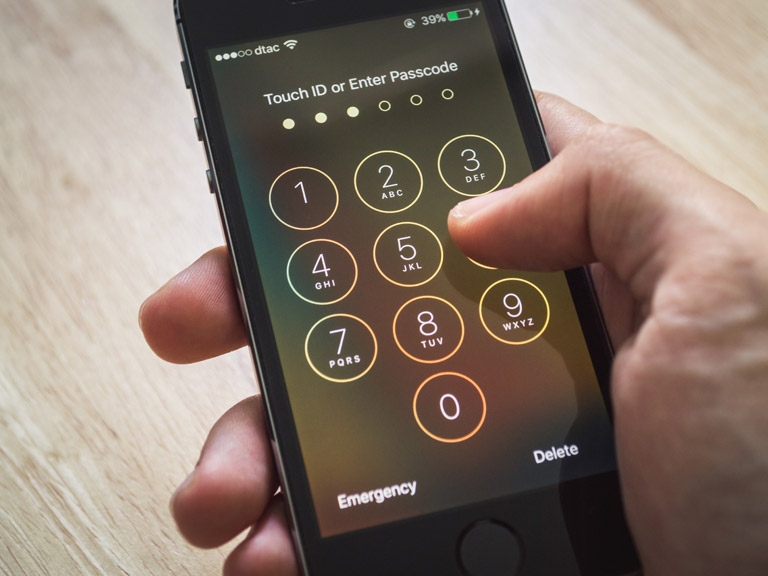 dtac 39%
Touch ID or Enter Passcode
1 2 3
ABC DEF
4 5
GHI JKL
7 8 9
PQRS TUV WXYZ
0
Emergency Delete